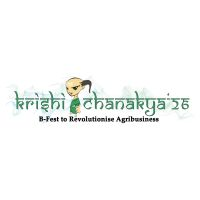 krishi chanakya'26
B-Fest to Revolutionise Agribusiness